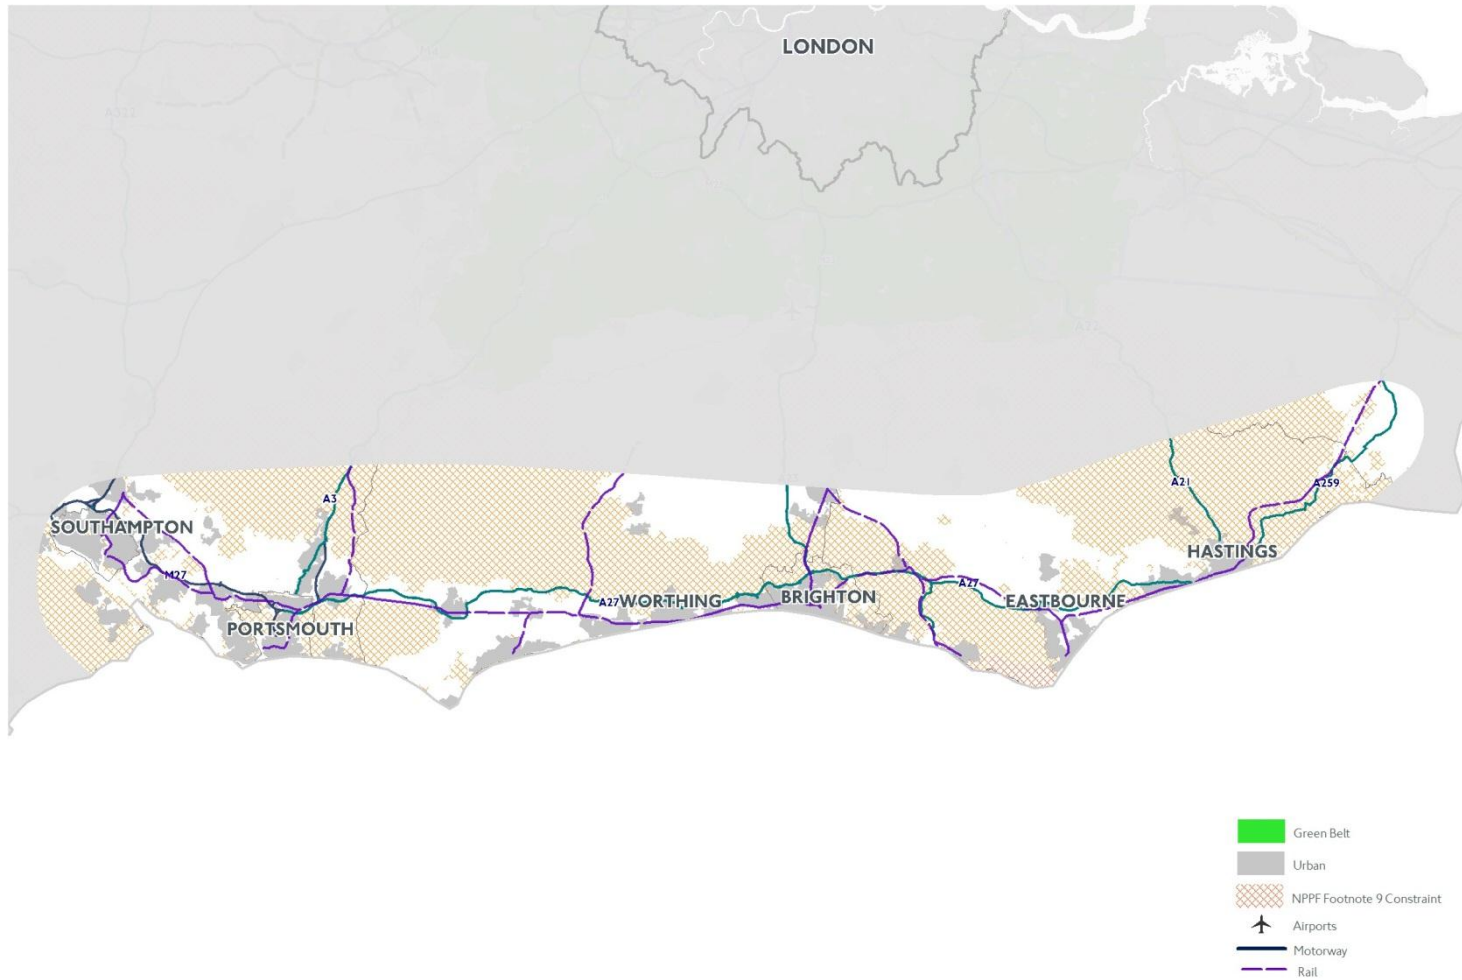 LONDON
A3
A21
A259
SOUTHAMPTON
HASTINGS
M27
A27
WORTHING
BRIGHTON
A27
EASTBOURNE
PORTSMOUTH
Green Belt
Urban
NPPF Footnote 9 Constraint
Airports
Motorway
Rail